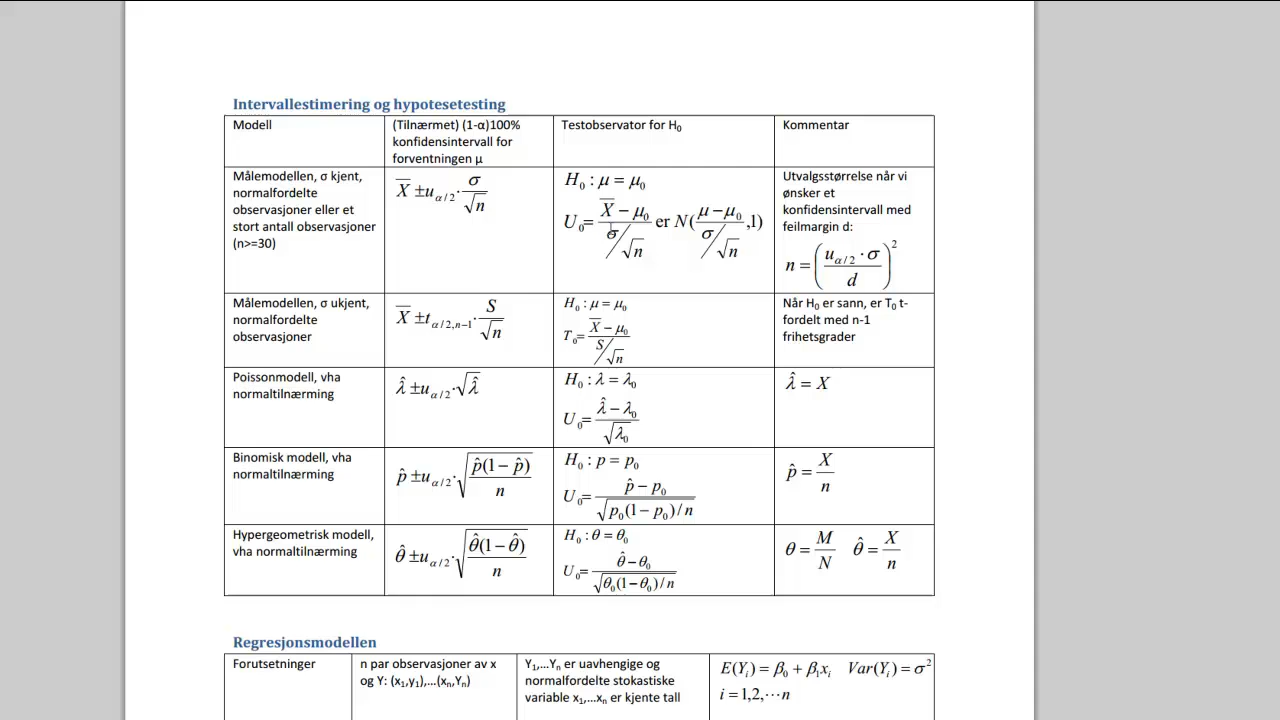 Intervallestimering og hypotesetesting
Modell
(Tilnærmet) (1-α)100%
konfidensintervall for
forventningen μ
Testobservator for H₀
Kommentar
Målemodellen, σ kjent,
normalfordelte
observasjoner eller et
stort antall observasjoner
(n>=30)
X̅ ±u_{α/2}·σ/√n
H₀ : μ = μ₀
U₀= (X̅ − μ₀)/(σ/√n) er N((μ − μ₀)/(σ/√n),1)
Utvalgsstørrelse når vi
ønsker et
konfidensintervall med
feilmargin d:
n = (u_{α/2} · σ / d)²
Målemodellen, σ ukjent,
normalfordelte
observasjoner
X̅ ±t_{α/2,n−1}·S/√n
H₀ : μ = μ₀
T₀= (X̅ − μ₀)/(S/√n)
Når H₀ er sann, er T₀ t-
fordelt med n-1
frihetsgrader
Poissonmodell, vha
normaltilnærming
λ̂ ±u_{α/2}·√λ̂
H₀ : λ = λ₀
U₀= (λ̂ − λ₀)/√λ₀
λ̂ = X
Binomisk modell, vha
normaltilnærming
p̂ ±u_{α/2}·√(p̂(1− p̂)/n)
H₀ : p = p₀
U₀= (p̂ − p₀)/√(p₀(1− p₀)/n)
p̂ = X/n
Hypergeometrisk modell,
vha normaltilnærming
θ̂ ±u_{α/2}·√(θ̂(1− θ̂)/n)
H₀ : θ = θ₀
U₀= (θ̂ − θ₀)/√(θ₀(1−θ₀)/n)
θ = M/N θ̂ = X/n
Regresjonsmodellen
Forutsetninger
n par observasjoner av x
og Y: (x₁,y₁),…(xₙ,Yₙ)
Y₁,…Yₙ er uavhengige og
normalfordelte stokastiske
variable x₁,…xₙ er kjente tall
E(Yᵢ) = β₀ + β₁xᵢ Var(Yᵢ) = σ²
i = 1,2,⋯n